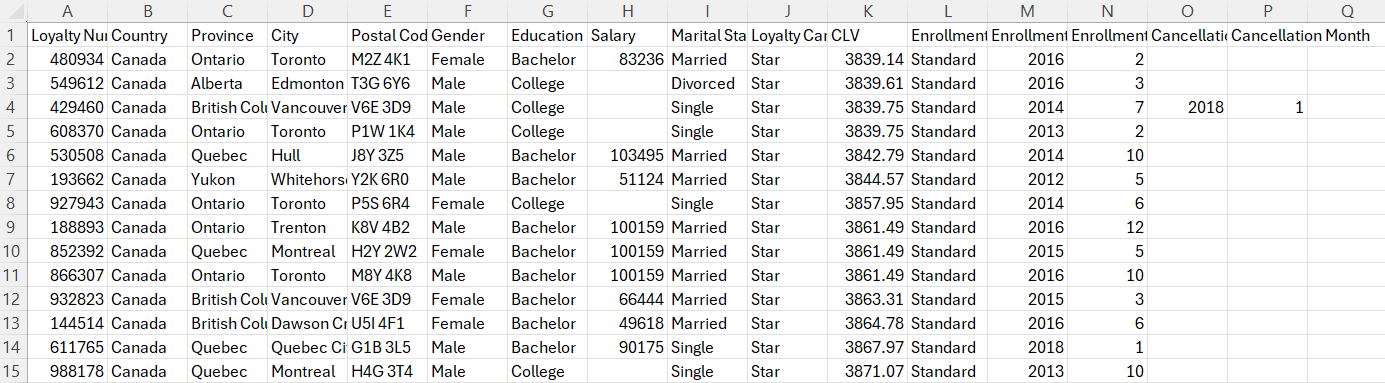 A B C D E F G H I J K L M N O P Q
1 Loyalty Nu Country Province City Postal Cod Gender Education Salary Marital Sta Loyalty Car CLV Enrollment Enrollment Enrollment Cancellatic Cancellation Month
2 480934 Canada Ontario Toronto M2Z 4K1 Female Bachelor 83236 Married Star 3839.14 Standard 2016 2
3 549612 Canada Alberta Edmonton T3G 6Y6 Male College Divorced Star 3839.61 Standard 2016 3
4 429460 Canada British Colu Vancouver V6E 3D9 Male College Single Star 3839.75 Standard 2014 7 2018 1
5 608370 Canada Ontario Toronto P1W 1K4 Male College Single Star 3839.75 Standard 2013 2
6 530508 Canada Quebec Hull J8Y 3Z5 Male Bachelor 103495 Married Star 3842.79 Standard 2014 10
7 193662 Canada Yukon Whitehorse Y2K 6R0 Male Bachelor 51124 Married Star 3844.57 Standard 2012 5
8 927943 Canada Ontario Toronto P5S 6R4 Female College Single Star 3857.95 Standard 2014 6
9 188893 Canada Ontario Trenton K8V 4B2 Male Bachelor 100159 Married Star 3861.49 Standard 2016 12
10 852392 Canada Quebec Montreal H2Y 2W2 Female Bachelor 100159 Married Star 3861.49 Standard 2015 5
11 866307 Canada Ontario Toronto M8Y 4K8 Male Bachelor 100159 Married Star 3861.49 Standard 2016 10
12 932823 Canada British Colu Vancouver V6E 3D9 Female Bachelor 66444 Married Star 3863.31 Standard 2015 3
13 144514 Canada British Colu Dawson Cr U5I 4F1 Female Bachelor 49618 Married Star 3864.78 Standard 2016 6
14 611765 Canada Quebec Quebec Ci G1B 3L5 Male Bachelor 90175 Single Star 3867.97 Standard 2018 1
15 988178 Canada Quebec Montreal H4G 3T4 Male College Single Star 3871.07 Standard 2013 10